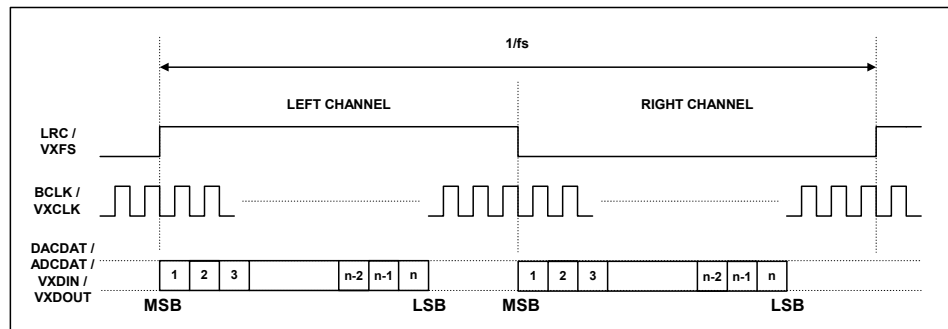 1/fs
LEFT CHANNEL RIGHT CHANNEL
LRC /
VXFS
BCLK /
VXCLK
DACDAT /
ADCDAT /
VXDIN /
VXDOUT
1 2 3 n-2 n-1 n 1 2 3 n-2 n-1 n
MSB LSB MSB LSB